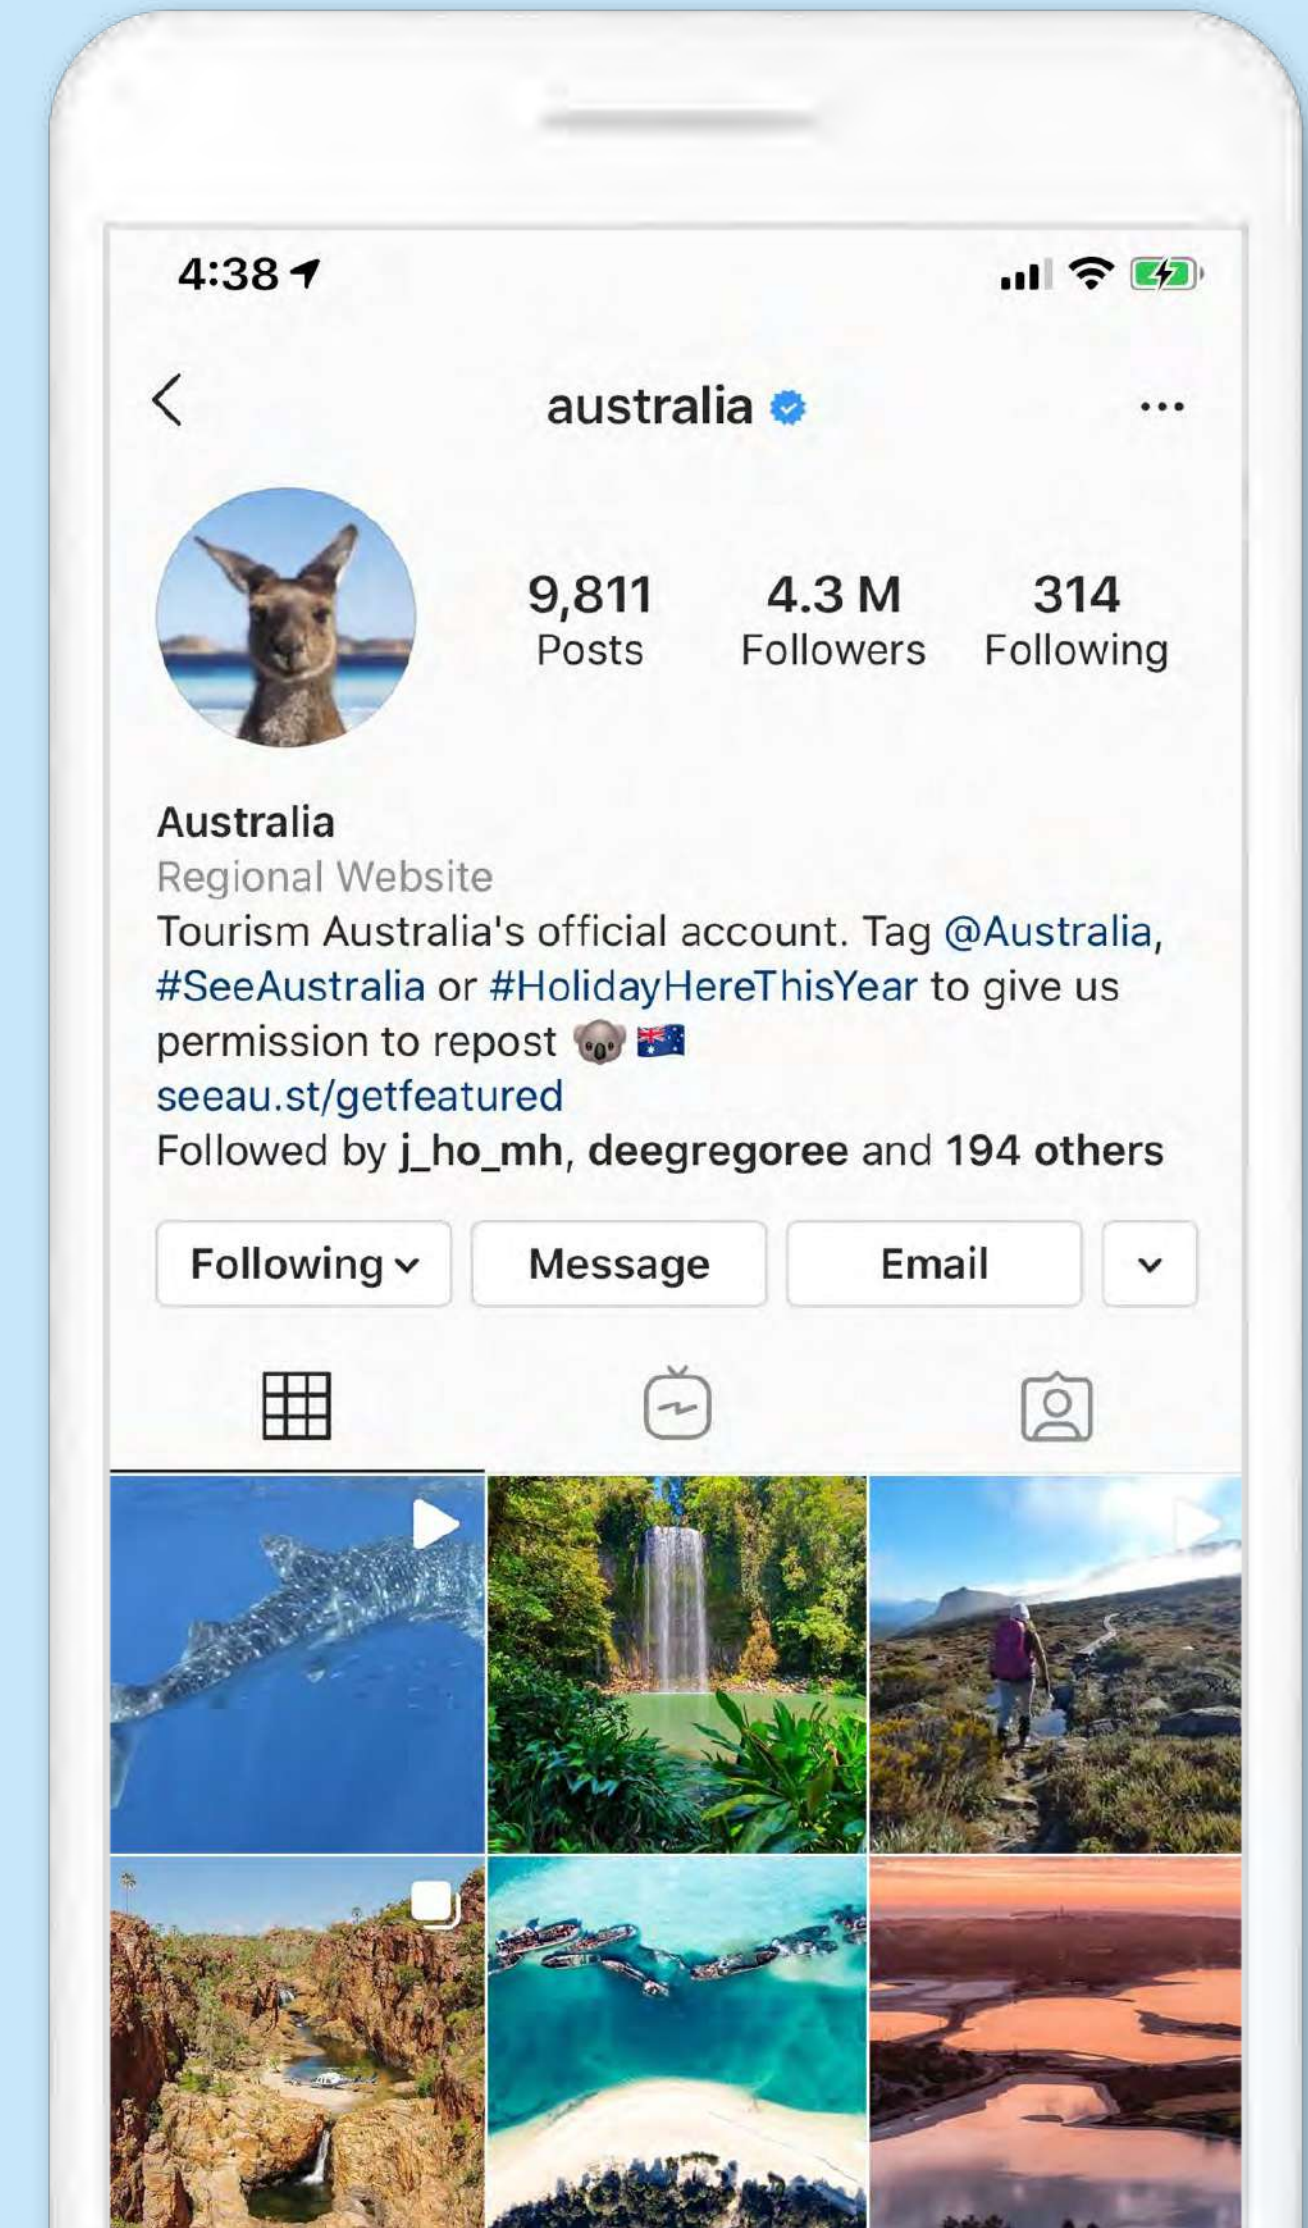 4:38
australia
9,811 4.3 M 314
Posts Followers Following
Australia
Regional Website
Tourism Australia's official account. Tag @Australia,
#SeeAustralia or #HolidayHereThisYear to give us
permission to repost 🐨 🇦🇺
seeau.st/getfeatured
Followed by j_ho_mh, deegregoree and 194 others
Following Message Email